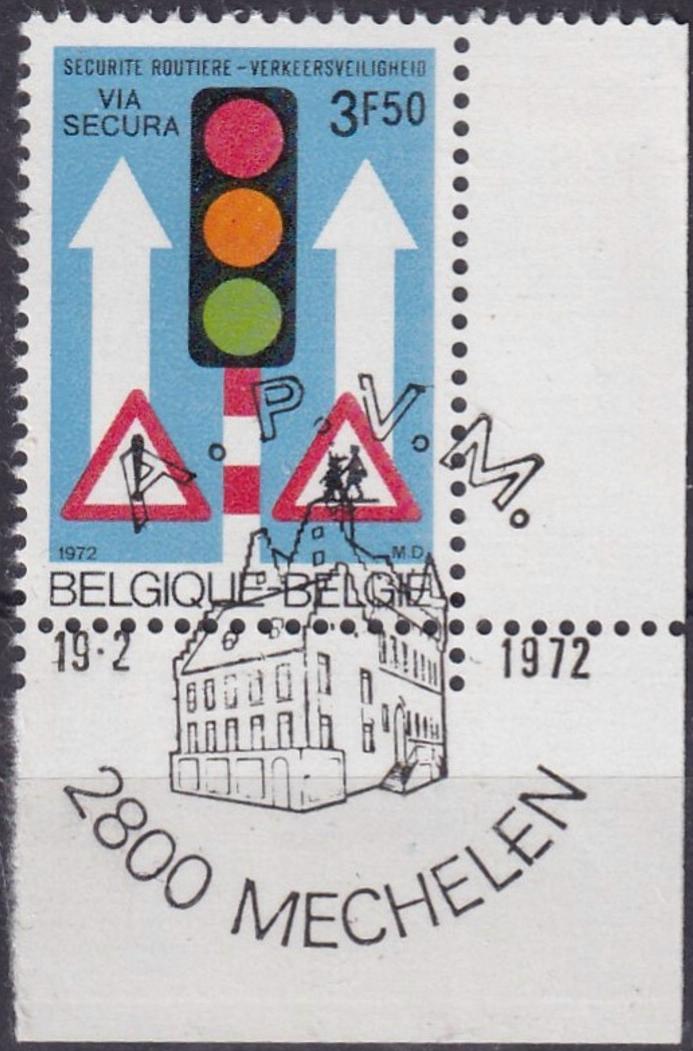 SECURITE ROUTIERE - VERKEERSVEILIGHEID
VIA
SECURA
3F50
A.P.V.M.
1972
M.D.
BELGIQUE-BELGIE
19·2
1972
2800 MECHELEN